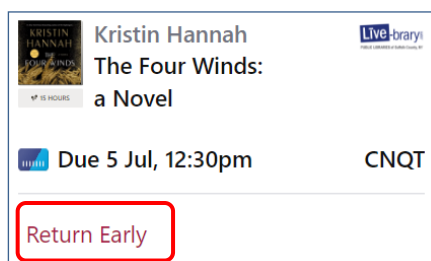 KRISTIN
HANNAH
THE
FOUR WINDS
15 HOURS
Kristin Hannah
The Four Winds:
a Novel
Live-brary
Due 5 Jul, 12:30pm
CNQT
Return Early